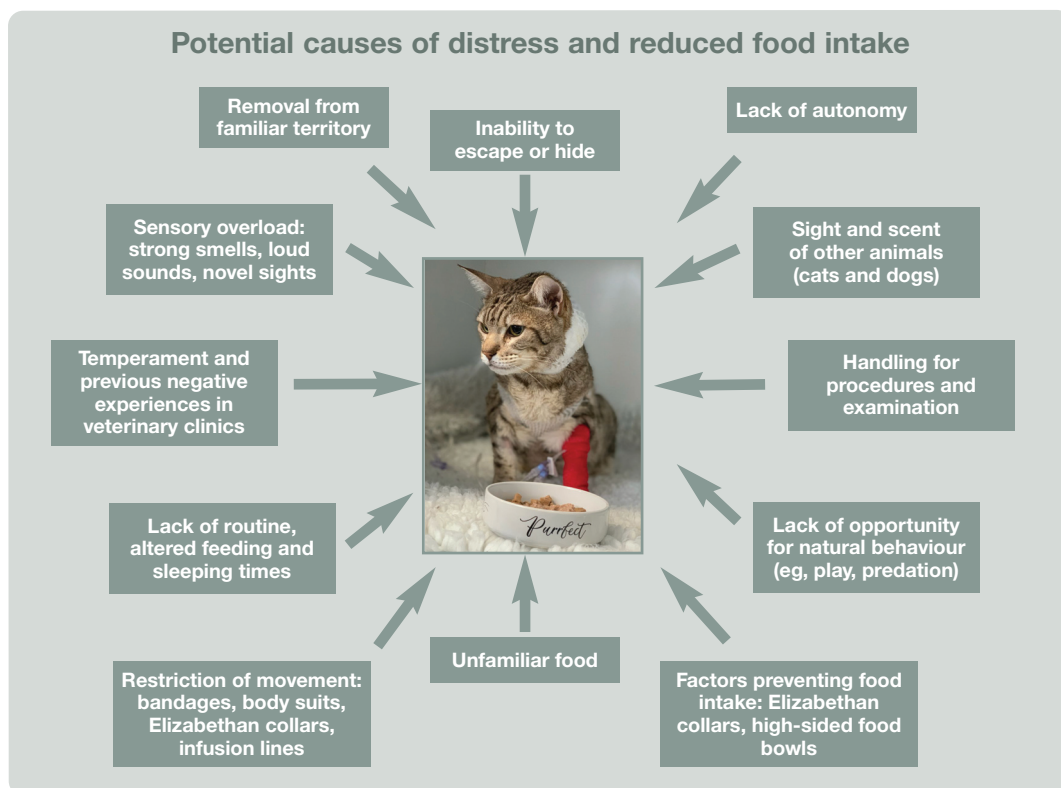 Potential causes of distress and reduced food intake
Removal from
familiar territory
Inability to
escape or hide
Lack of autonomy
Sensory overload:
strong smells, loud
sounds, novel sights
Sight and scent
of other animals
(cats and dogs)
Temperament and
previous negative
experiences in
veterinary clinics
Handling for
procedures and
examination
Purrfect
Lack of routine,
altered feeding and
sleeping times
Lack of opportunity
for natural behaviour
(eg, play, predation)
Restriction of movement:
bandages, body suits,
Elizabethan collars,
infusion lines
Unfamiliar food
Factors preventing food
intake: Elizabethan
collars, high-sided food
bowls